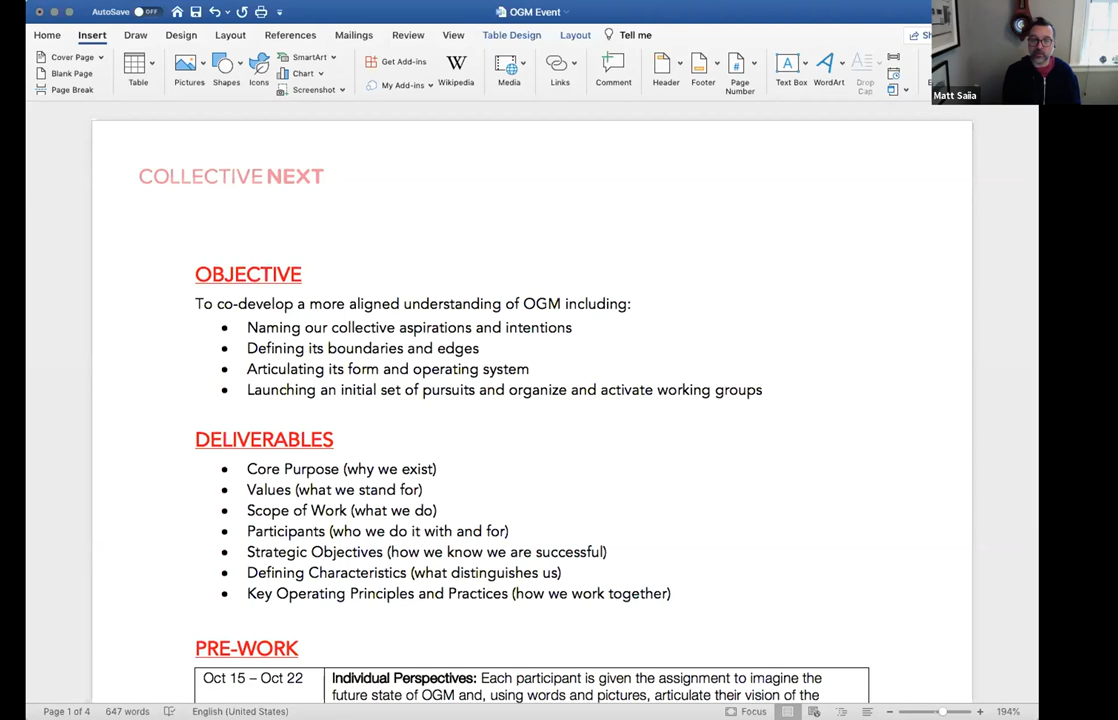 AutoSave OFF
OGM Event
Home Insert Draw Design Layout References Mailings Review View Table Design Layout Tell me
Cover Page
Blank Page
Page Break
Table
Pictures
Shapes
Icons
SmartArt
Chart
Screenshot
Get Add-ins
My Add-ins
W
Wikipedia
Media
Links
Comment
Header
Footer
Page
Number
Text Box
WordArt
Drop
Cap
Matt Saiia
COLLECTIVE NEXT
OBJECTIVE
To co-develop a more aligned understanding of OGM including:
• Naming our collective aspirations and intentions
• Defining its boundaries and edges
• Articulating its form and operating system
• Launching an initial set of pursuits and organize and activate working groups
DELIVERABLES
• Core Purpose (why we exist)
• Values (what we stand for)
• Scope of Work (what we do)
• Participants (who we do it with and for)
• Strategic Objectives (how we know we are successful)
• Defining Characteristics (what distinguishes us)
• Key Operating Principles and Practices (how we work together)
PRE-WORK
Oct 15 – Oct 22 Individual Perspectives: Each participant is given the assignment to imagine the
future state of OGM and, using words and pictures, articulate their vision of the
Page 1 of 4 647 words English (United States) Focus 194%